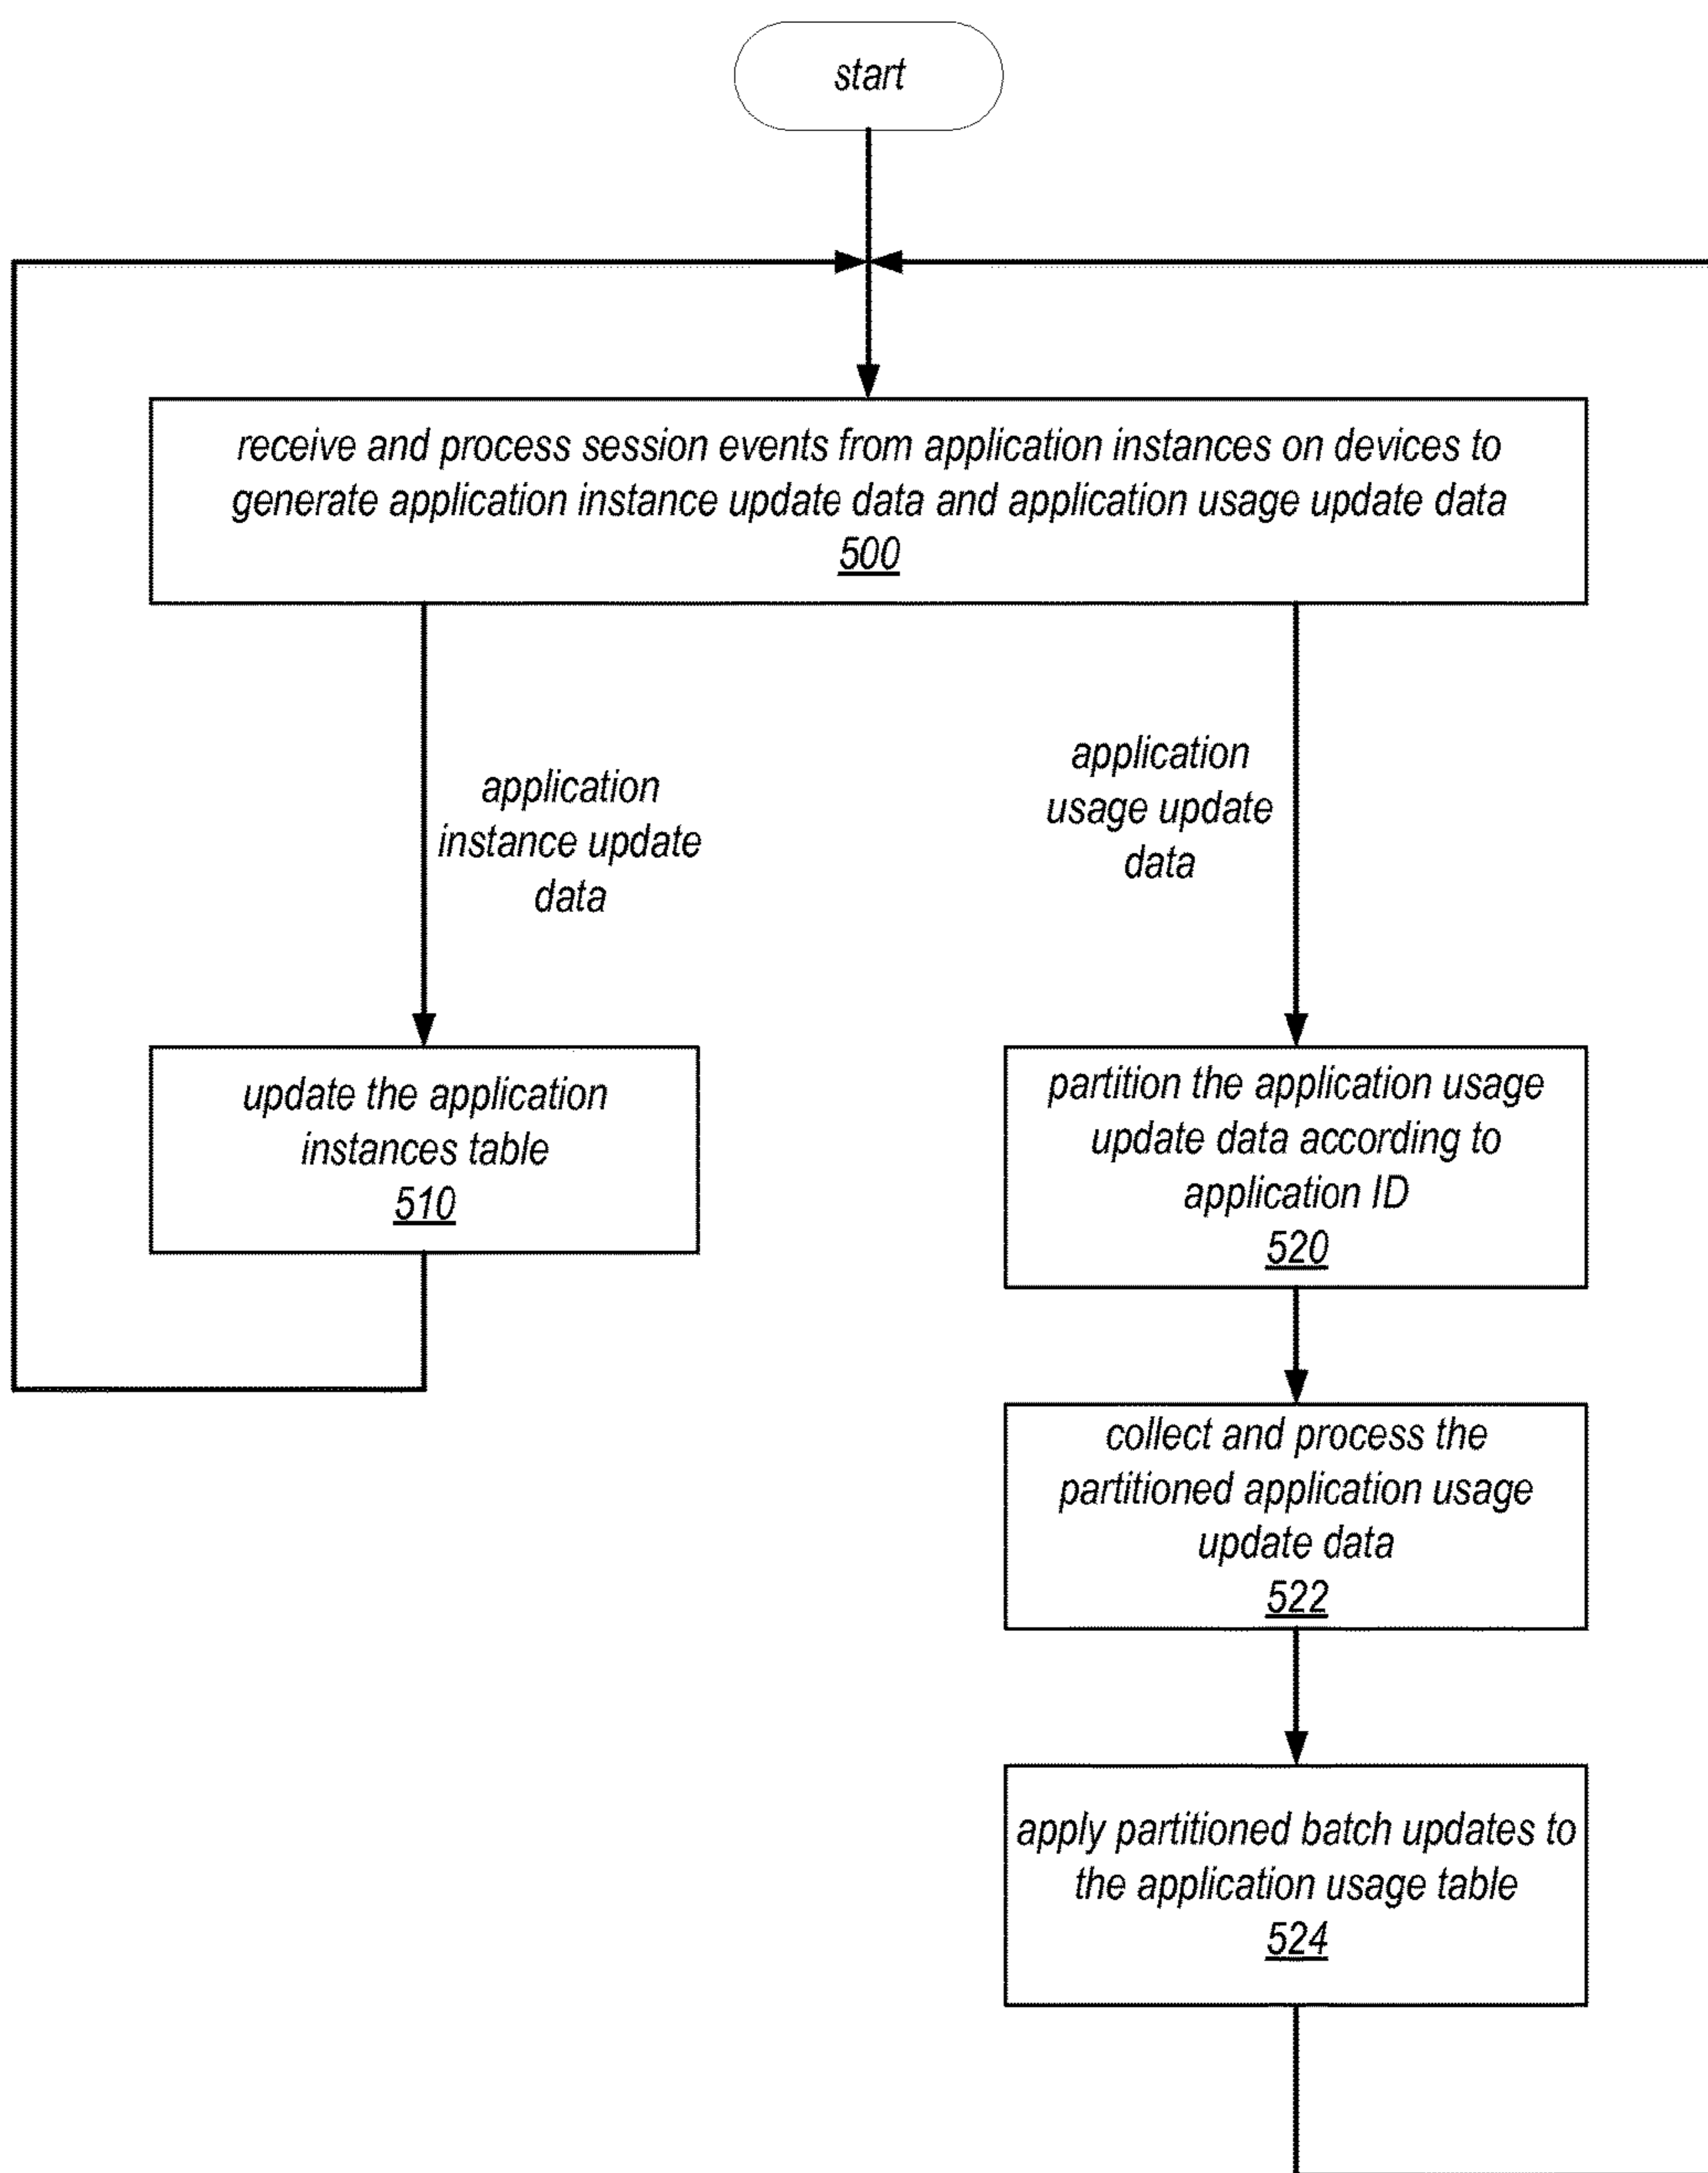 start
receive and process session events from application instances on devices to
generate application instance update data and application usage update data
500
application
instance update
data
application
usage update
data
update the application
instances table
510
partition the application usage
update data according to
application ID
520
collect and process the
partitioned application usage
update data
522
apply partitioned batch updates to
the application usage table
524